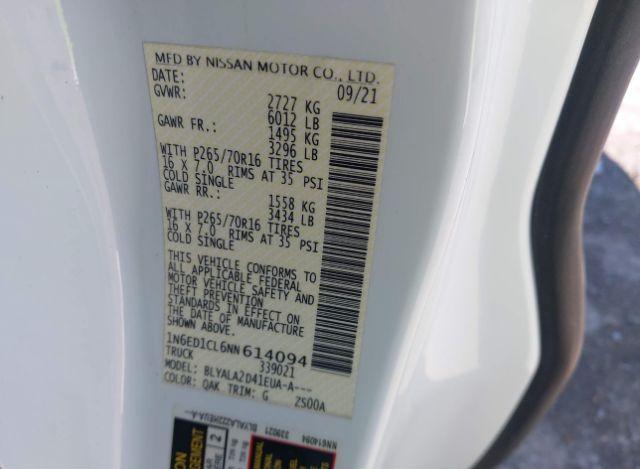 MFD BY NISSAN MOTOR CO., LTD.
DATE: 09/21
GVWR: 2727 KG
6012 LB
GAWR FR.: 1495 KG
3296 LB
WITH P265/70R16 TIRES
16 X 7.0 RIMS AT 35 PSI
COLD SINGLE
GAWR RR.: 1558 KG
3434 LB
WITH P265/70R16 TIRES
16 X 7.0 RIMS AT 35 PSI
COLD SINGLE
THIS VEHICLE CONFORMS TO
ALL APPLICABLE FEDERAL
MOTOR VEHICLE SAFETY AND
THEFT PREVENTION
STANDARDS IN EFFECT ON
THE DATE OF MANUFACTURE
SHOWN ABOVE.
1N6ED1CL6NN614094
TRUCK 339021
MODEL: BLYALA2D41EUA-A---
COLOR: QAK TRIM: G 2S00A
NN614094
339021
2